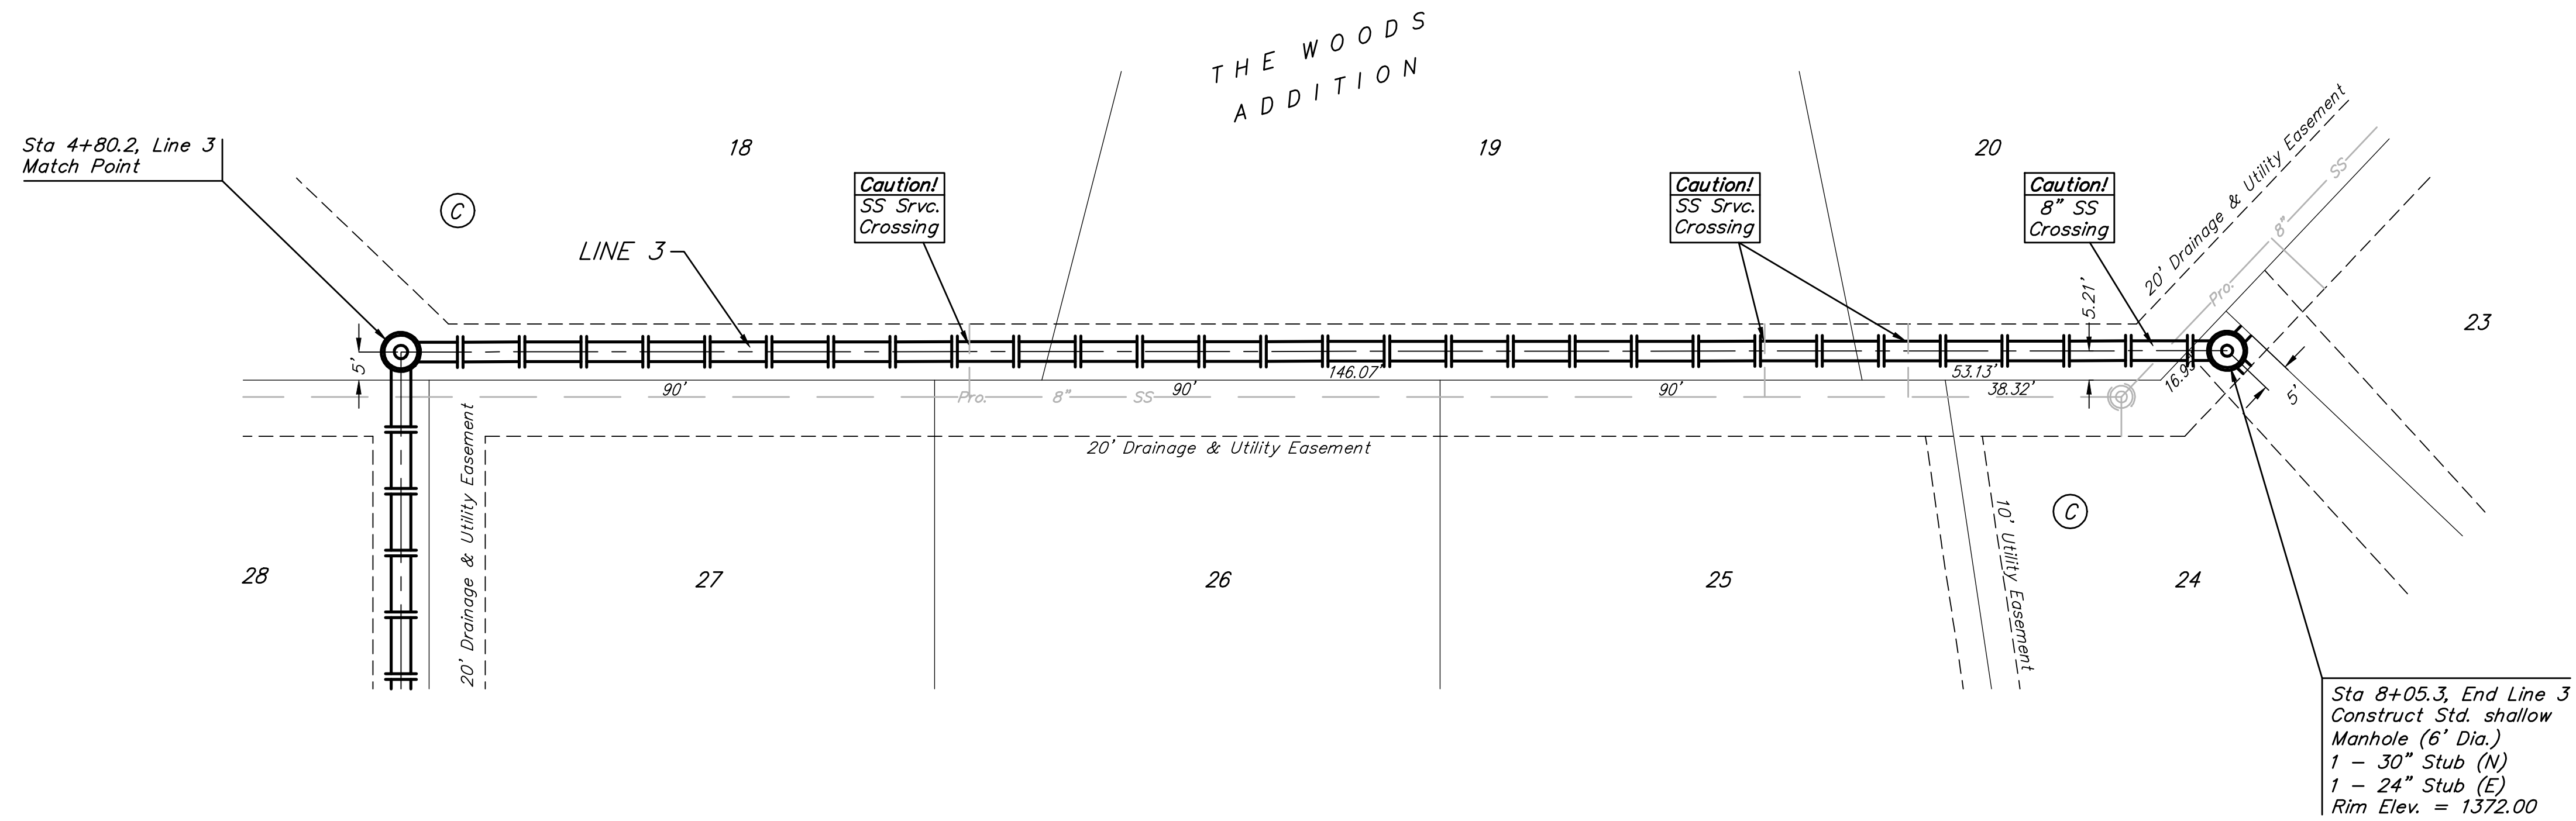 THE WOODS
ADDITION
Sta 4+80.2, Line 3
Match Point
18
19
20
C
LINE 3
Caution!
SS Srvc.
Crossing
Caution!
SS Srvc.
Crossing
Caution!
8" SS
Crossing
20' Drainage & Utility Easement
Pro. 8" SS
23
5'
5.21'
90'
90'
146.07'
90'
53.13'
38.32'
5'
Pro. 8" SS
20' Drainage & Utility Easement
20' Drainage & Utility Easement
10' Utility Easement
C
28
27
26
25
24
Sta 8+05.3, End Line 3
Construct Std. shallow
Manhole (6' Dia.)
1 - 30" Stub (N)
1 - 24" Stub (E)
Rim Elev. = 1372.00